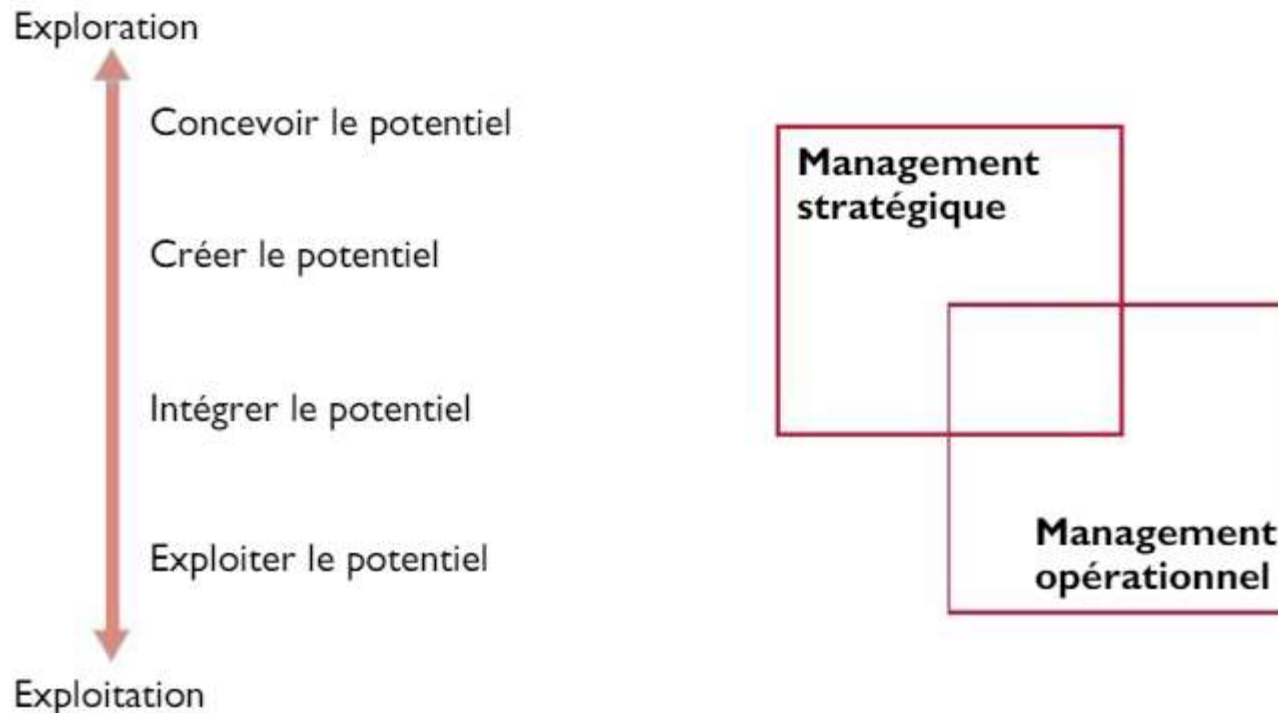 Exploration
Concevoir le potentiel
Management
stratégique
Créer le potentiel
Intégrer le potentiel
Exploiter le potentiel
Management
opérationnel
Exploitation